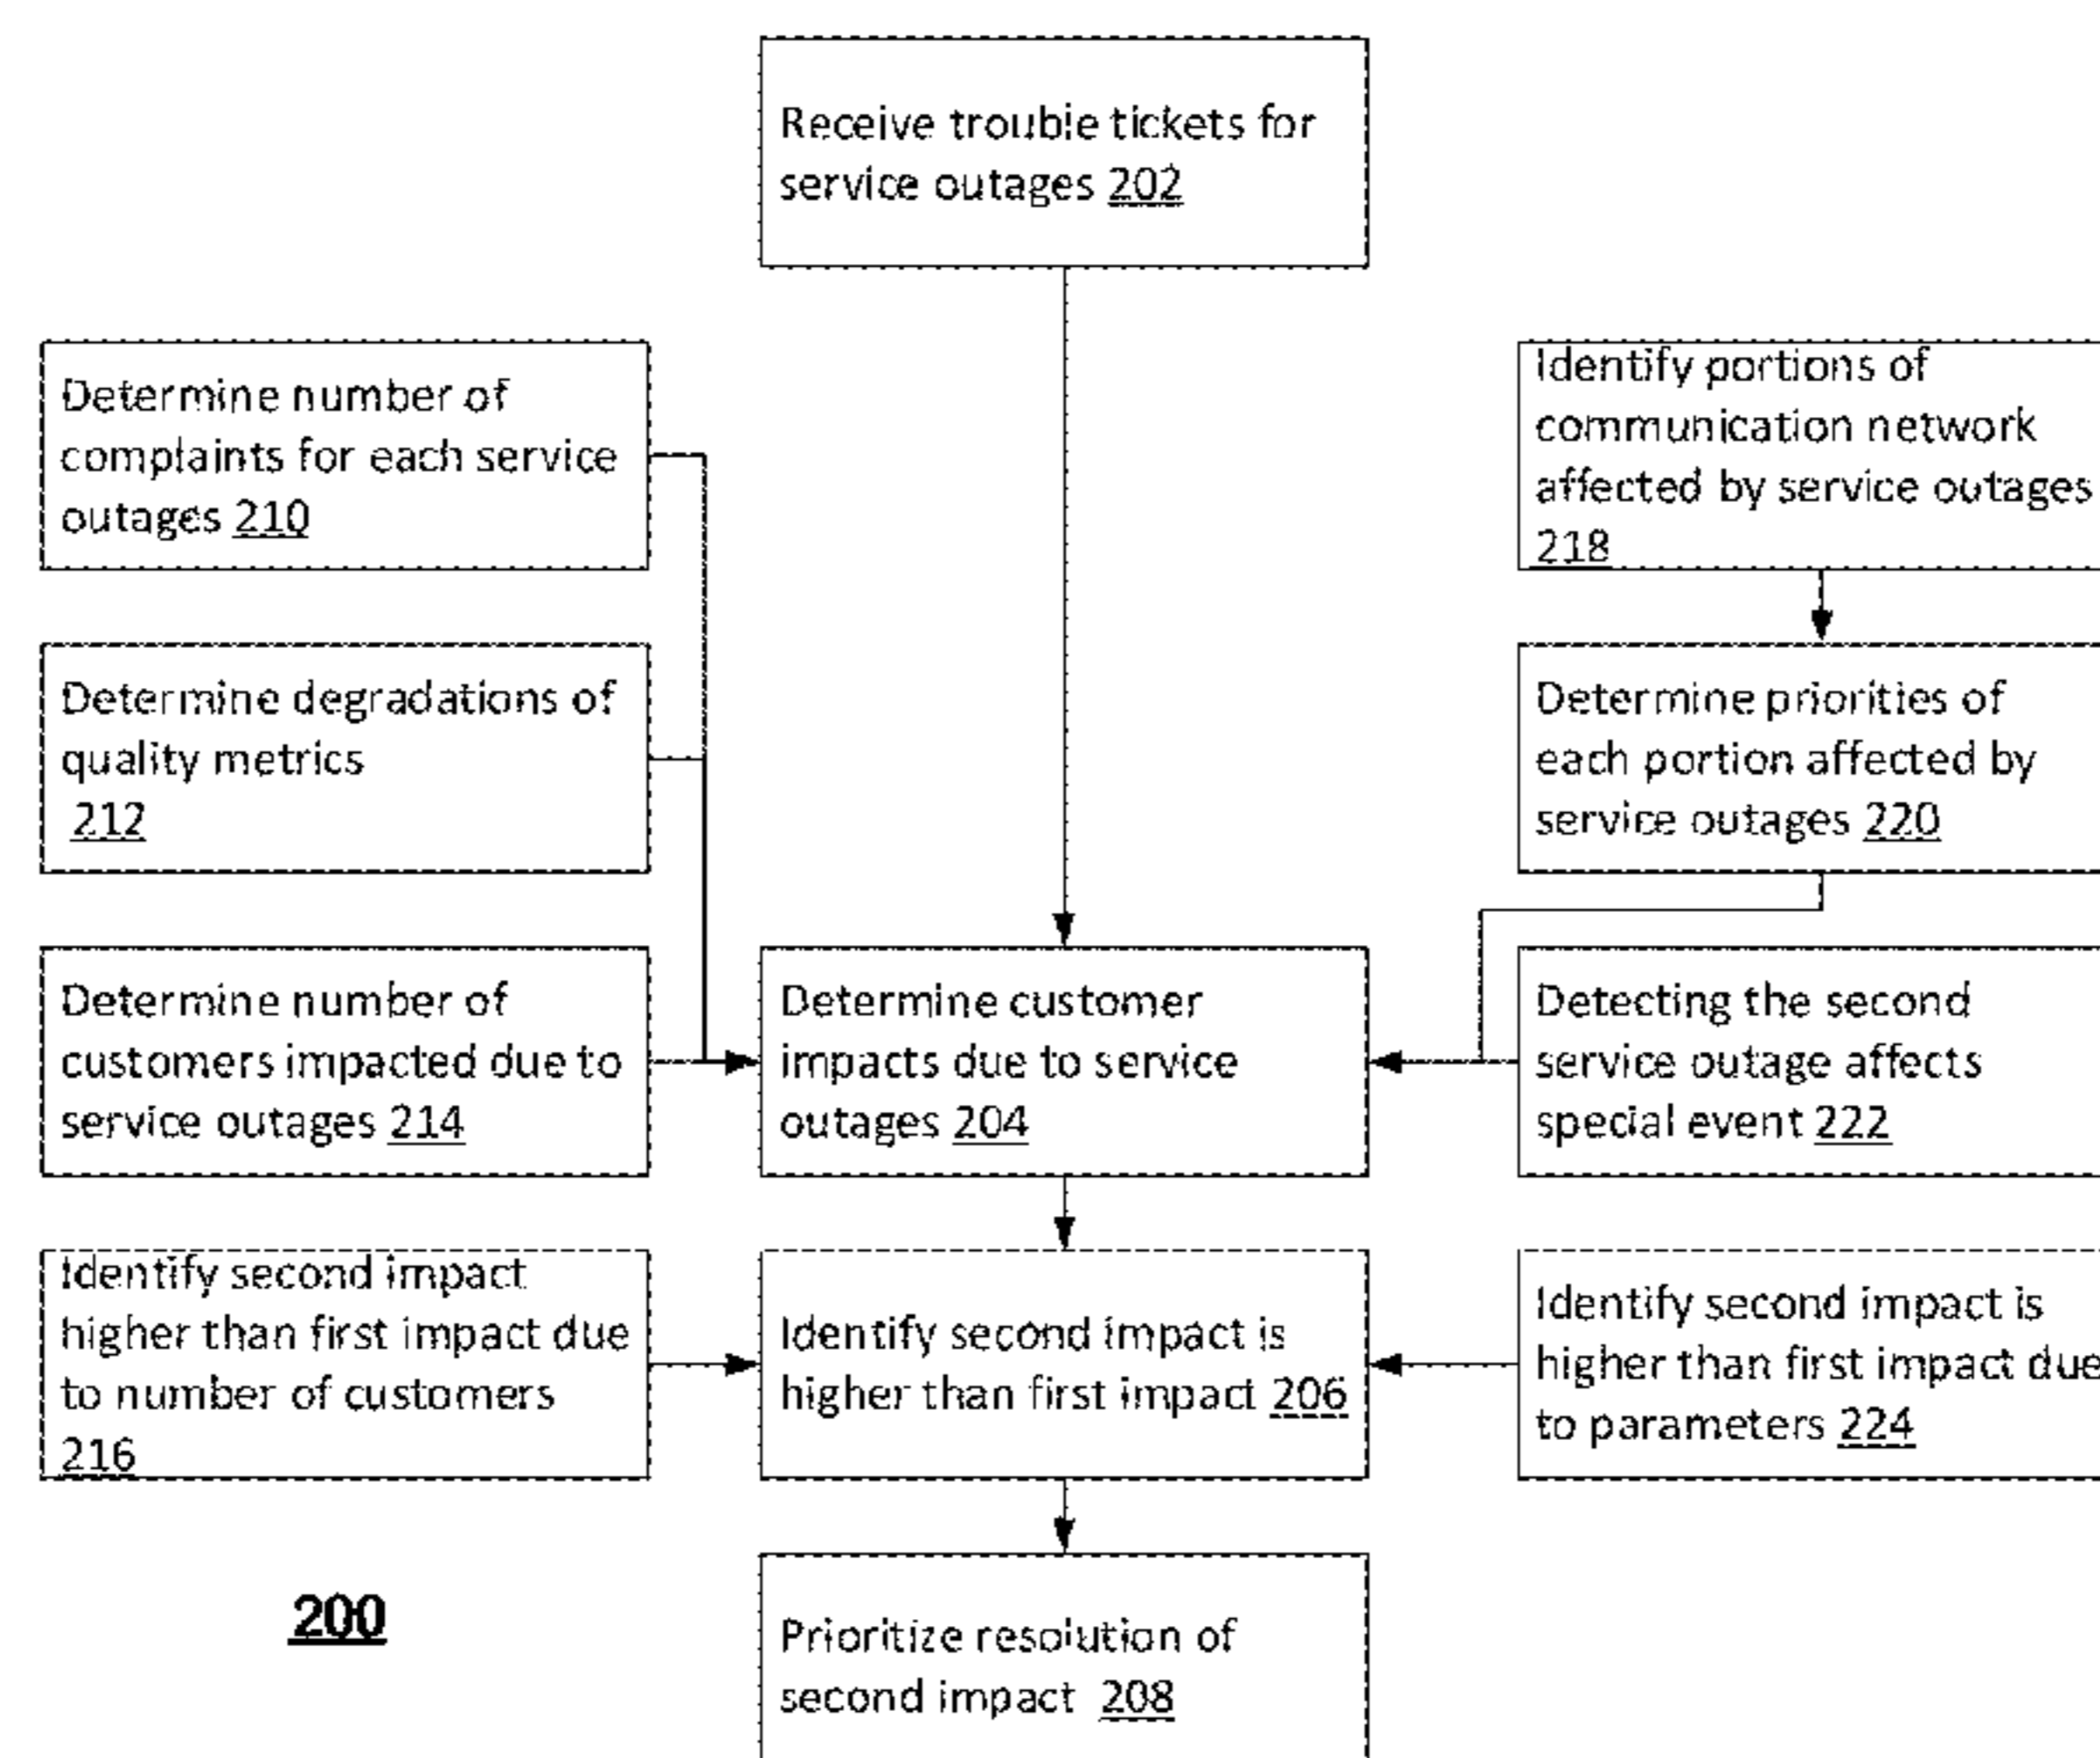 Receive trouble tickets for
service outages 202
Determine number of
complaints for each service
outages 210
Identify portions of
communication network
affected by service outages
218
Determine degradations of
quality metrics
212
Determine priorities of
each portion affected by
service outages 220
Determine number of
customers impacted due to
service outages 214
Determine customer
impacts due to service
outages 204
Detecting the second
service outage affects
special event 222
Identify second impact
higher than first impact due
to number of customers
216
Identify second impact is
higher than first impact 206
Identify second impact is
higher than first impact due
to parameters 224
200
Prioritize resolution of
second impact 208